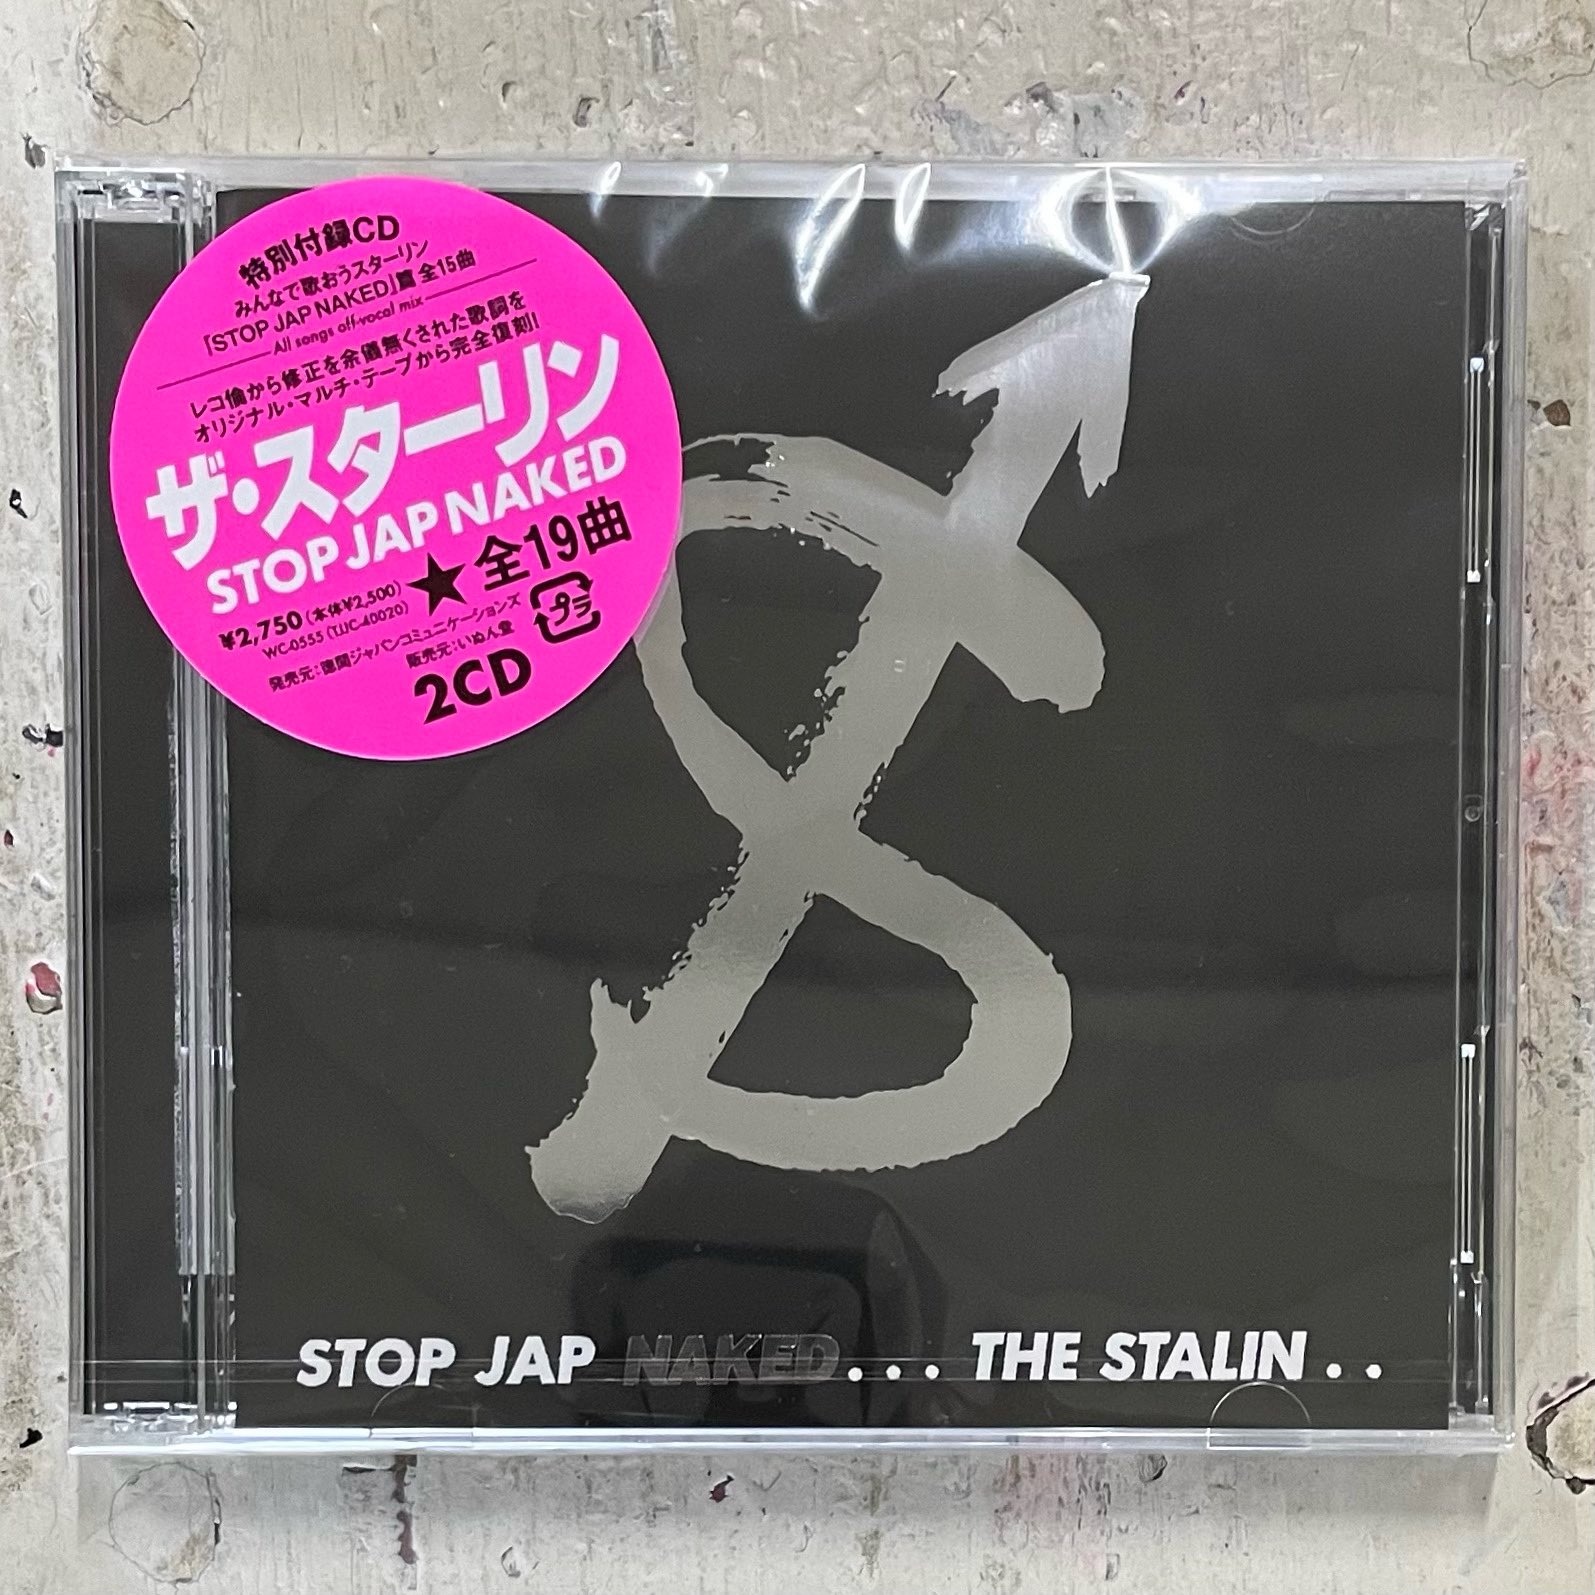 特別付録CD
みんなで歌おうスターリン
『STOP JAP NAKED』篇 全15曲
All songs off-vocal mix
レコ倫から修正を余儀無くされた歌詞を
オリジナル・マルチ・テープから完全復刻!
ザ・スターリン
STOP JAP NAKED
★全19曲
¥2,750(本体¥2,500)
WC-0555(TJJC-40020)
発売元:徳間ジャパンコミュニケーションズ
販売元:いぬん堂
プラ
2CD
STOP JAP NAKED... THE STALIN..